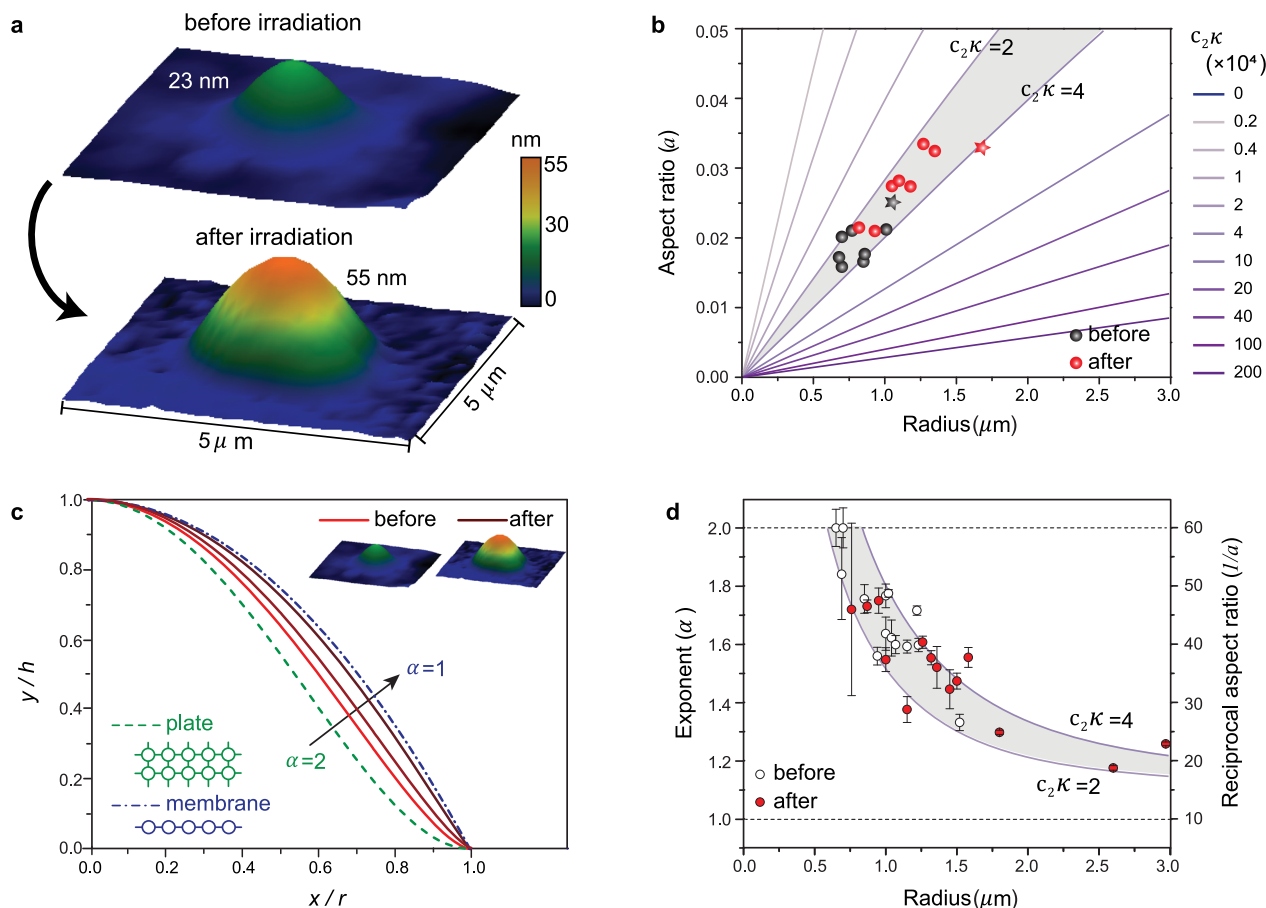 a
before irradiation
23 nm
nm
55
30
0
after irradiation
55 nm
5 μm
5 μ m
b
c₂κ =2
c₂κ =4
Aspect ratio (a)
0.05
0.04
0.03
0.02
0.01
0.00
0.0 0.5 1.0 1.5 2.0 2.5 3.0
Radius (μm)
before
after
c₂κ
(×10⁴)
0
0.2
0.4
1
2
4
10
20
40
100
200
c
before after
y / h
1.0
0.8
0.6
0.4
0.2
0.0
α=1
α=2
plate
membrane
0.0 0.2 0.4 0.6 0.8 1.0
x / r
d
Exponent (α)
2.0
1.8
1.6
1.4
1.2
1.0
c₂κ =4
c₂κ =2
before
after
60
50
40
30
20
10
Reciprocal aspect ratio (1/a)
0.0 0.5 1.0 1.5 2.0 2.5 3.0
Radius (μm)